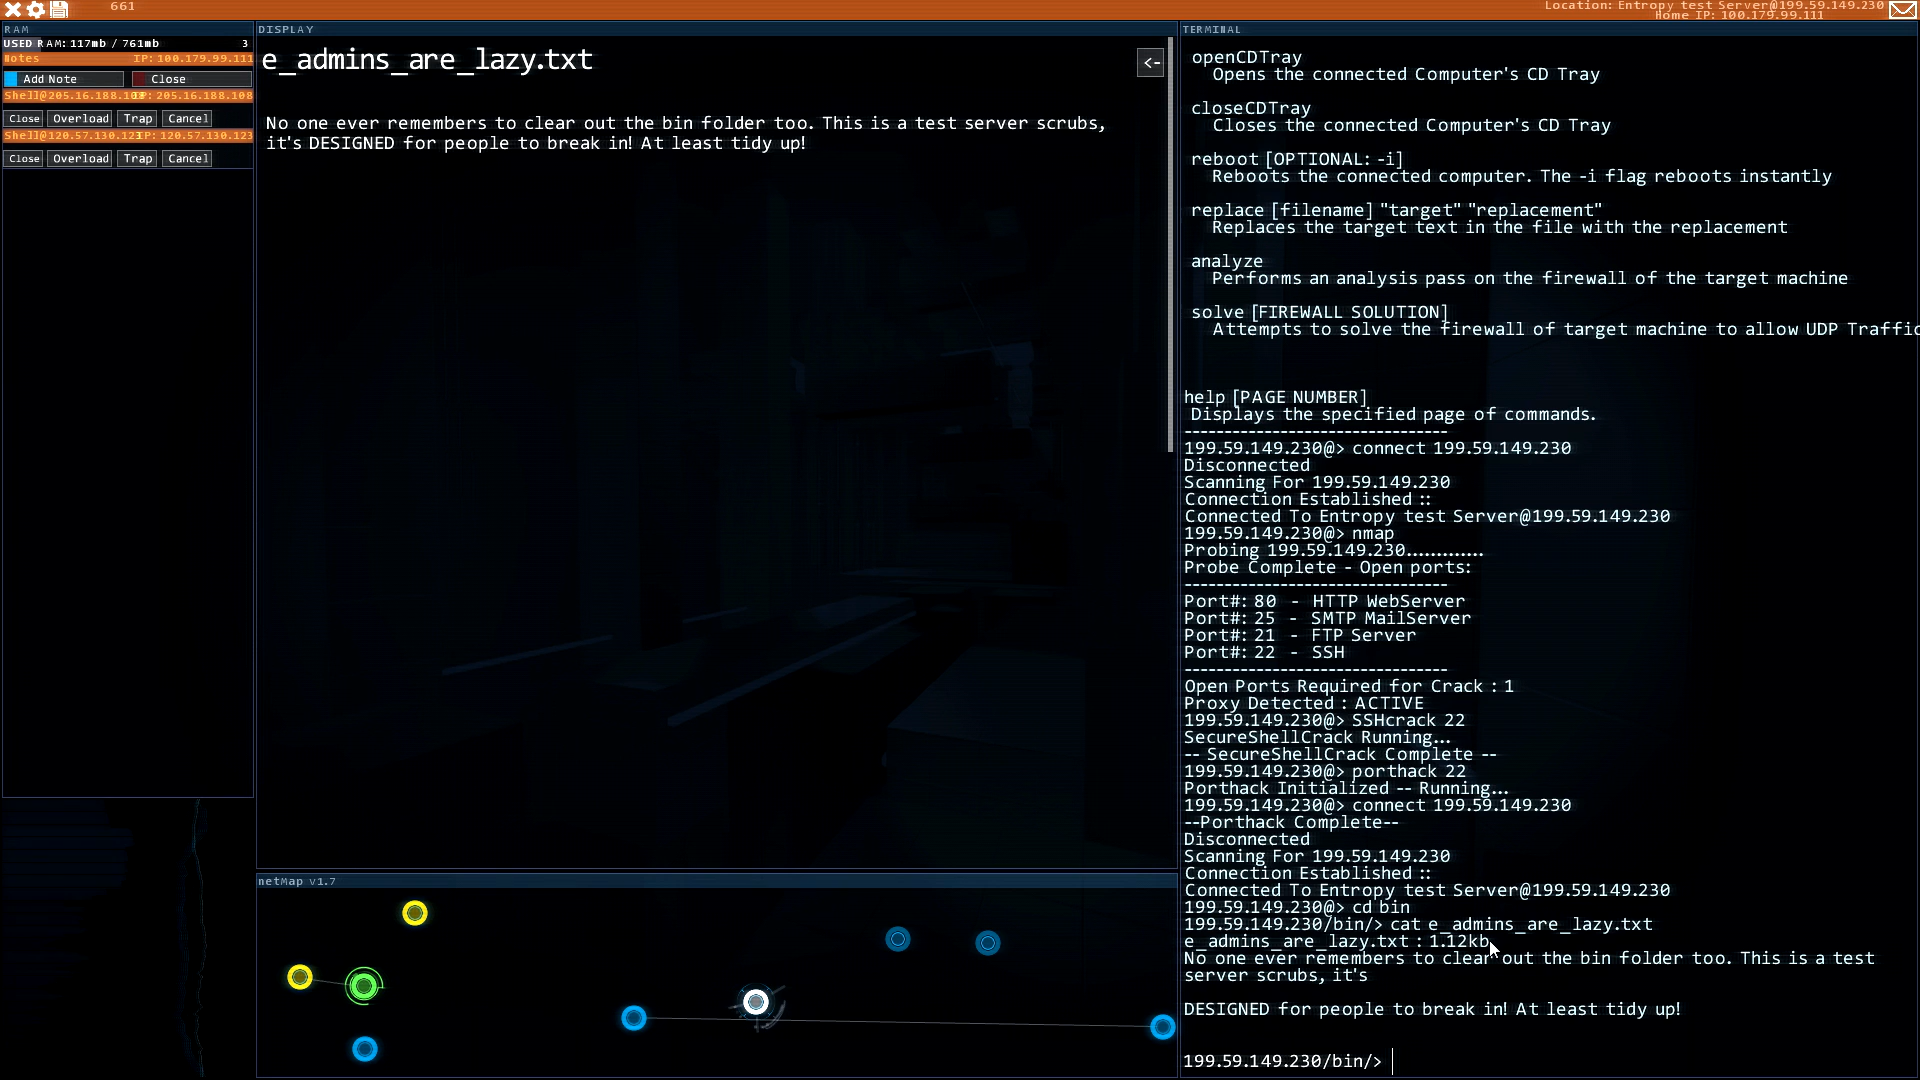 661
Location: Entropy test Server@199.59.149.230
Home IP: 100.179.99.111
RAM
USED RAM: 117mb / 761mb 3
Notes IP: 100.179.99.111
Add Note Close
Shell@205.16.188.108 IP: 205.16.188.108
Close Overload Trap Cancel
Shell@120.57.130.123 IP: 120.57.130.123
Close Overload Trap Cancel
DISPLAY
e_admins_are_lazy.txt
<-
No one ever remembers to clear out the bin folder too. This is a test server scrubs,
it's DESIGNED for people to break in! At least tidy up!
netMap v1.7
TERMINAL
openCDTray
Opens the connected Computer's CD Tray
closeCDTray
Closes the connected Computer's CD Tray
reboot [OPTIONAL: -i]
Reboots the connected computer. The -i flag reboots instantly
replace [filename] "target" "replacement"
Replaces the target text in the file with the replacement
analyze
Performs an analysis pass on the firewall of the target machine
solve [FIREWALL SOLUTION]
Attempts to solve the firewall of target machine to allow UDP Traffic
help [PAGE NUMBER]
Displays the specified page of commands.
---------------------------------
199.59.149.230@> connect 199.59.149.230
Disconnected
Scanning For 199.59.149.230
Connection Established ::
Connected To Entropy test Server@199.59.149.230
199.59.149.230@> nmap
Probing 199.59.149.230.............
Probe Complete - Open ports:
---------------------------------
Port#: 80 - HTTP WebServer
Port#: 25 - SMTP MailServer
Port#: 21 - FTP Server
Port#: 22 - SSH
---------------------------------
Open Ports Required for Crack : 1
Proxy Detected : ACTIVE
199.59.149.230@> SSHcrack 22
SecureShellCrack Running...
-- SecureShellCrack Complete --
199.59.149.230@> porthack 22
Porthack Initialized -- Running...
199.59.149.230@> connect 199.59.149.230
--Porthack Complete--
Disconnected
Scanning For 199.59.149.230
Connection Established ::
Connected To Entropy test Server@199.59.149.230
199.59.149.230@> cd bin
199.59.149.230/bin/> cat e_admins_are_lazy.txt
e_admins_are_lazy.txt : 1.12kb
No one ever remembers to clear out the bin folder too. This is a test
server scrubs, it's
DESIGNED for people to break in! At least tidy up!
199.59.149.230/bin/>